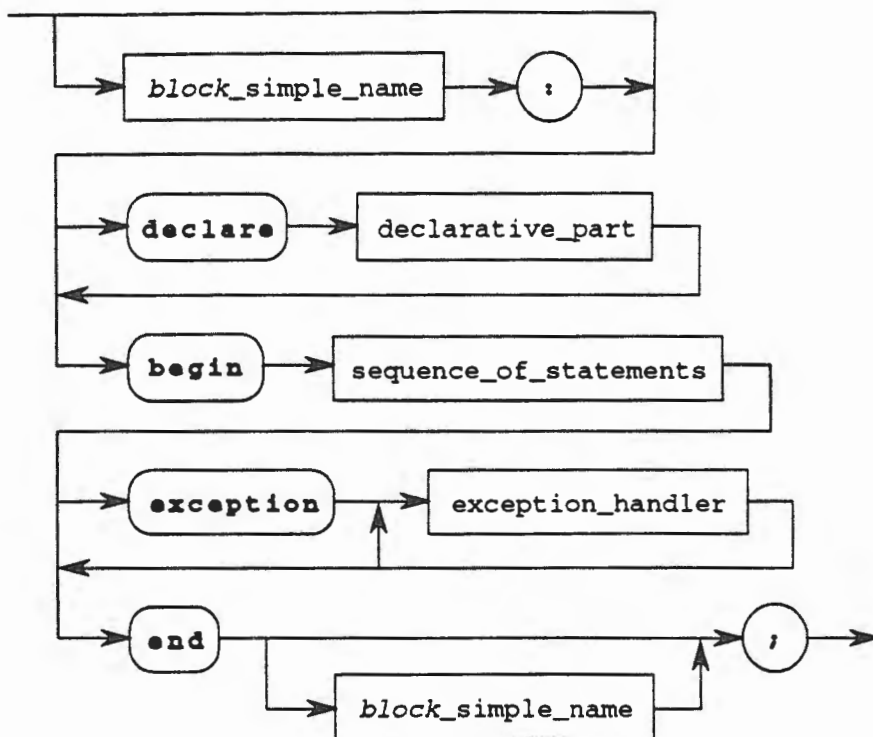 block_simple_name :
declare declarative_part
begin sequence_of_statements
exception exception_handler
end ;
block_simple_name